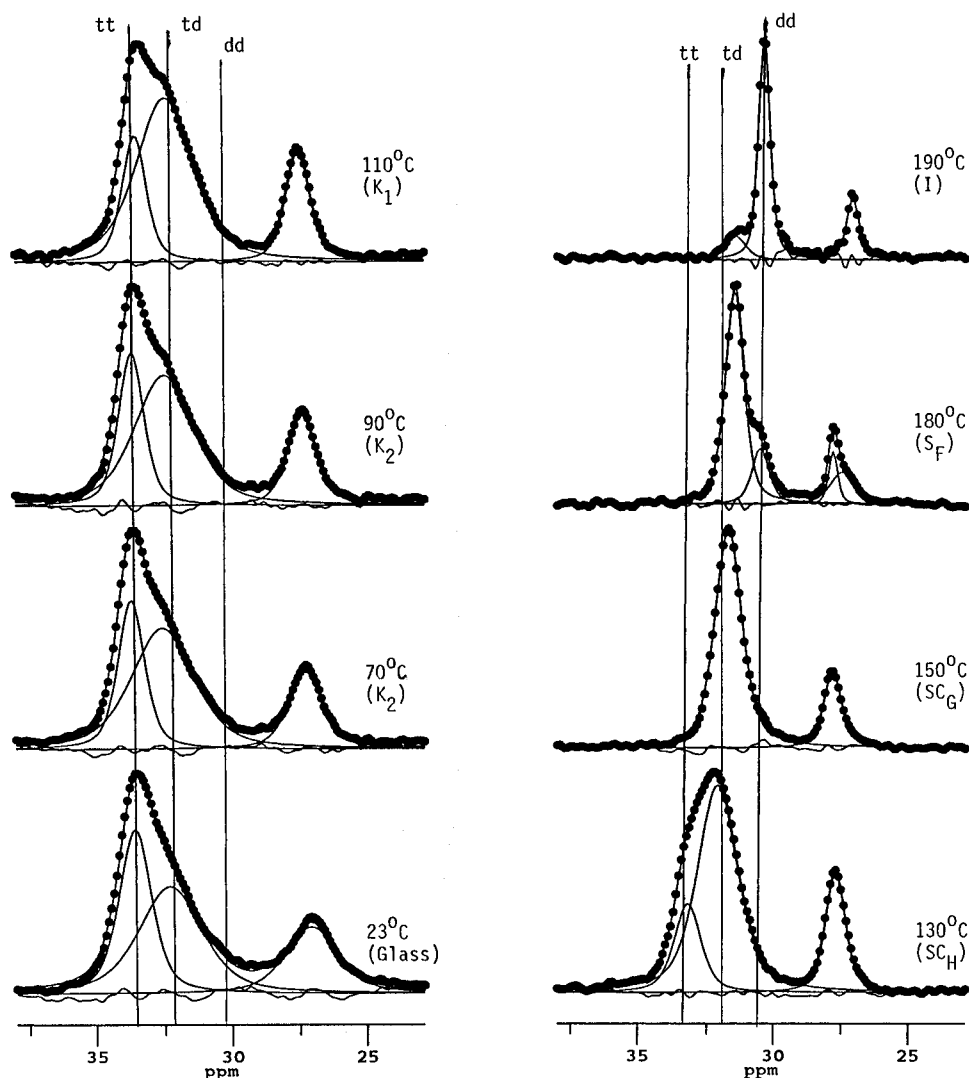 tt td dd
110°C
(K1)
90°C
(K2)
70°C
(K2)
23°C
(Glass)
35 30 25
ppm
tt td dd
190°C
(I)
180°C
(SF)
150°C
(SCG)
130°C
(SCH)
35 30 25
ppm